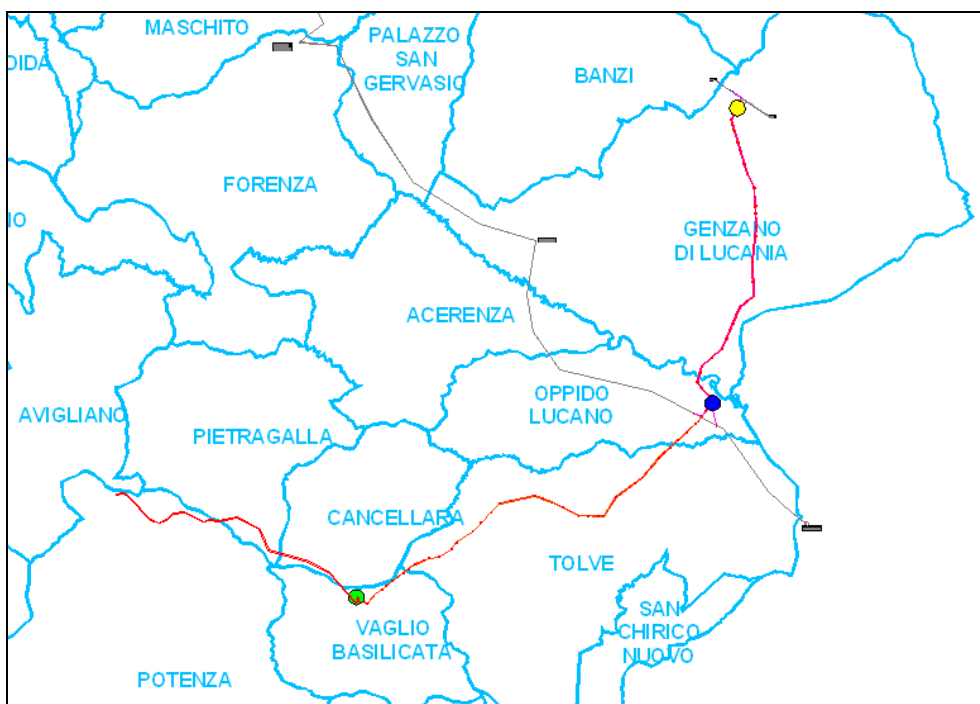 MASCHITO
PALAZZO
SAN
GERVASIO
BANZI
OIDA
FORENZA
GENZANO
DI LUCANIA
IO
ACERENZA
OPPIDO
LUCANO
AVIGLIANO
PIETRAGALLA
CANCELLARA
TOLVE
SAN
CHIRICO
NUOVO
VAGLIO
BASILICATA
POTENZA